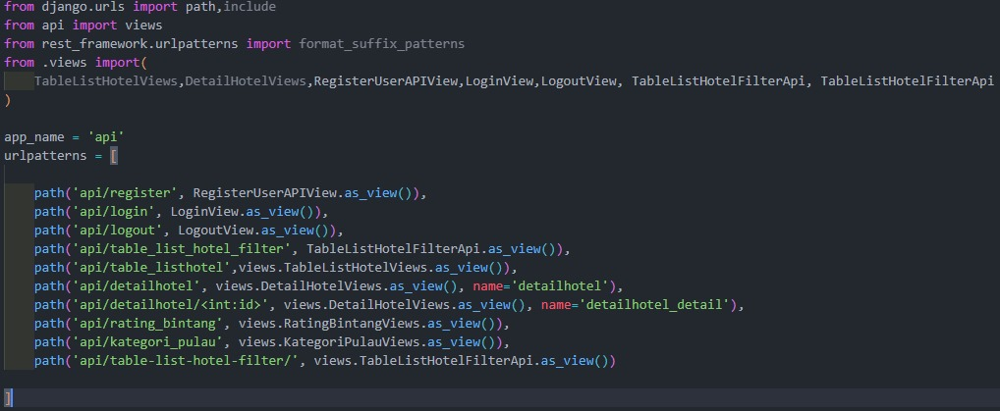 from django.urls import path,include
from api import views
from rest_framework.urlpatterns import format_suffix_patterns
from .views import(
    TableListHotelViews,DetailHotelViews,RegisterUserAPIView,LoginView,LogoutView, TableListHotelFilterApi, TableListHotelFilterApi
)
app_name = 'api'
urlpatterns = [
    path('api/register', RegisterUserAPIView.as_view()),
    path('api/login', LoginView.as_view()),
    path('api/logout', LogoutView.as_view()),
    path('api/table_list_hotel_filter', TableListHotelFilterApi.as_view()),
    path('api/table_listhotel',views.TableListHotelViews.as_view()),
    path('api/detailhotel', views.DetailHotelViews.as_view(), name='detailhotel'),
    path('api/detailhotel/<int:id>', views.DetailHotelViews.as_view(), name='detailhotel_detail'),
    path('api/rating_bintang', views.RatingBintangViews.as_view()),
    path('api/kategori_pulau', views.KategoriPulauViews.as_view()),
    path('api/table-list-hotel-filter/', views.TableListHotelFilterApi.as_view())
]